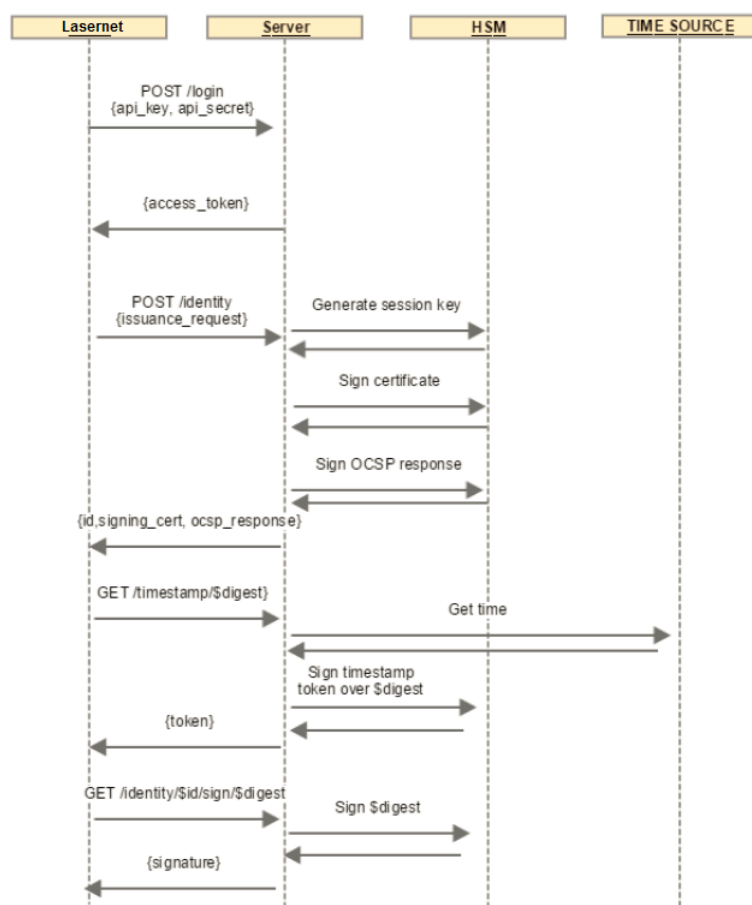 Lasernet
Server
HSM
TIME SOURCE
POST /login
{api_key, api_secret}
{access_token}
POST /identity
{issuance_request}
Generate session key
Sign certificate
Sign OCSP response
{id,signing_cert, ocsp_response}
GET /timestamp/$digest}
Get time
Sign timestamp
token over $digest
{token}
GET /identity/$id/sign/$digest
Sign $digest
{signature}